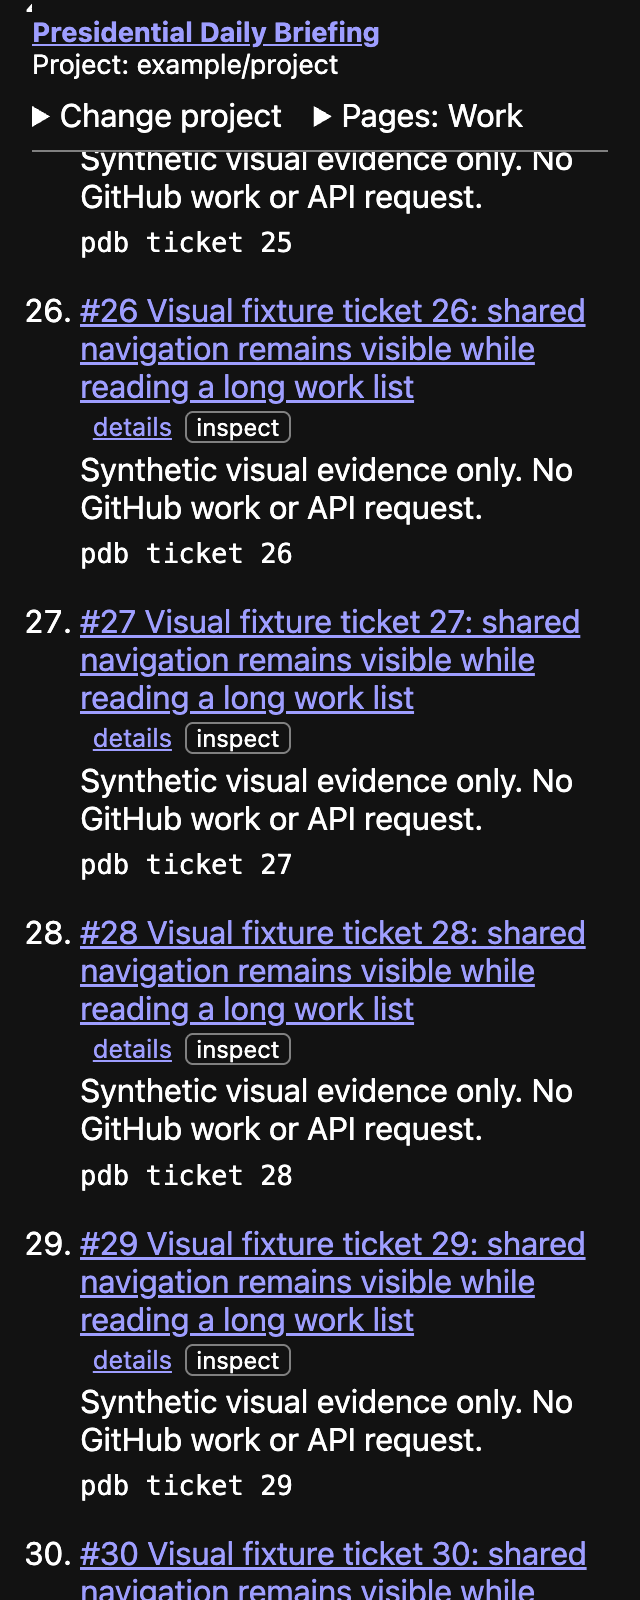 Presidential Daily Briefing
Project: example/project
▶ Change project ▶ Pages: Work
Synthetic visual evidence only. No
GitHub work or API request.
pdb ticket 25
26. #26 Visual fixture ticket 26: shared
navigation remains visible while
reading a long work list
details inspect
Synthetic visual evidence only. No
GitHub work or API request.
pdb ticket 26
27. #27 Visual fixture ticket 27: shared
navigation remains visible while
reading a long work list
details inspect
Synthetic visual evidence only. No
GitHub work or API request.
pdb ticket 27
28. #28 Visual fixture ticket 28: shared
navigation remains visible while
reading a long work list
details inspect
Synthetic visual evidence only. No
GitHub work or API request.
pdb ticket 28
29. #29 Visual fixture ticket 29: shared
navigation remains visible while
reading a long work list
details inspect
Synthetic visual evidence only. No
GitHub work or API request.
pdb ticket 29
30. #30 Visual fixture ticket 30: shared
navigation remains visible while